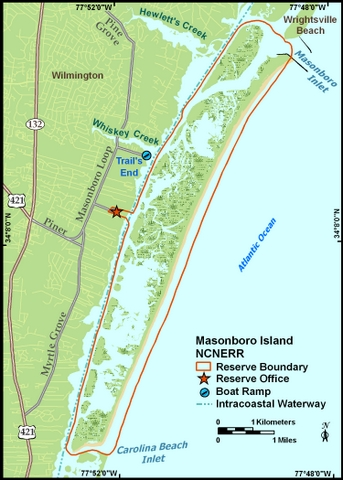 77°52'0"W
77°48'0"W
Hewlett's Creek
Pine
Grove
Wrightsville
Beach
Masonboro
Inlet
Wilmington
Whiskey Creek
132
Masonboro Loop
Trail's
End
421
Piner
34°8'0"N
34°8'0"N
Atlantic Ocean
Myrtle Grove
Masonboro Island
NCNERR
Reserve Boundary
Reserve Office
Boat Ramp
Intracoastal Waterway
0 1 Kilometers
0 1 Miles
N
421
Carolina Beach
Inlet
77°52'0"W
77°48'0"W